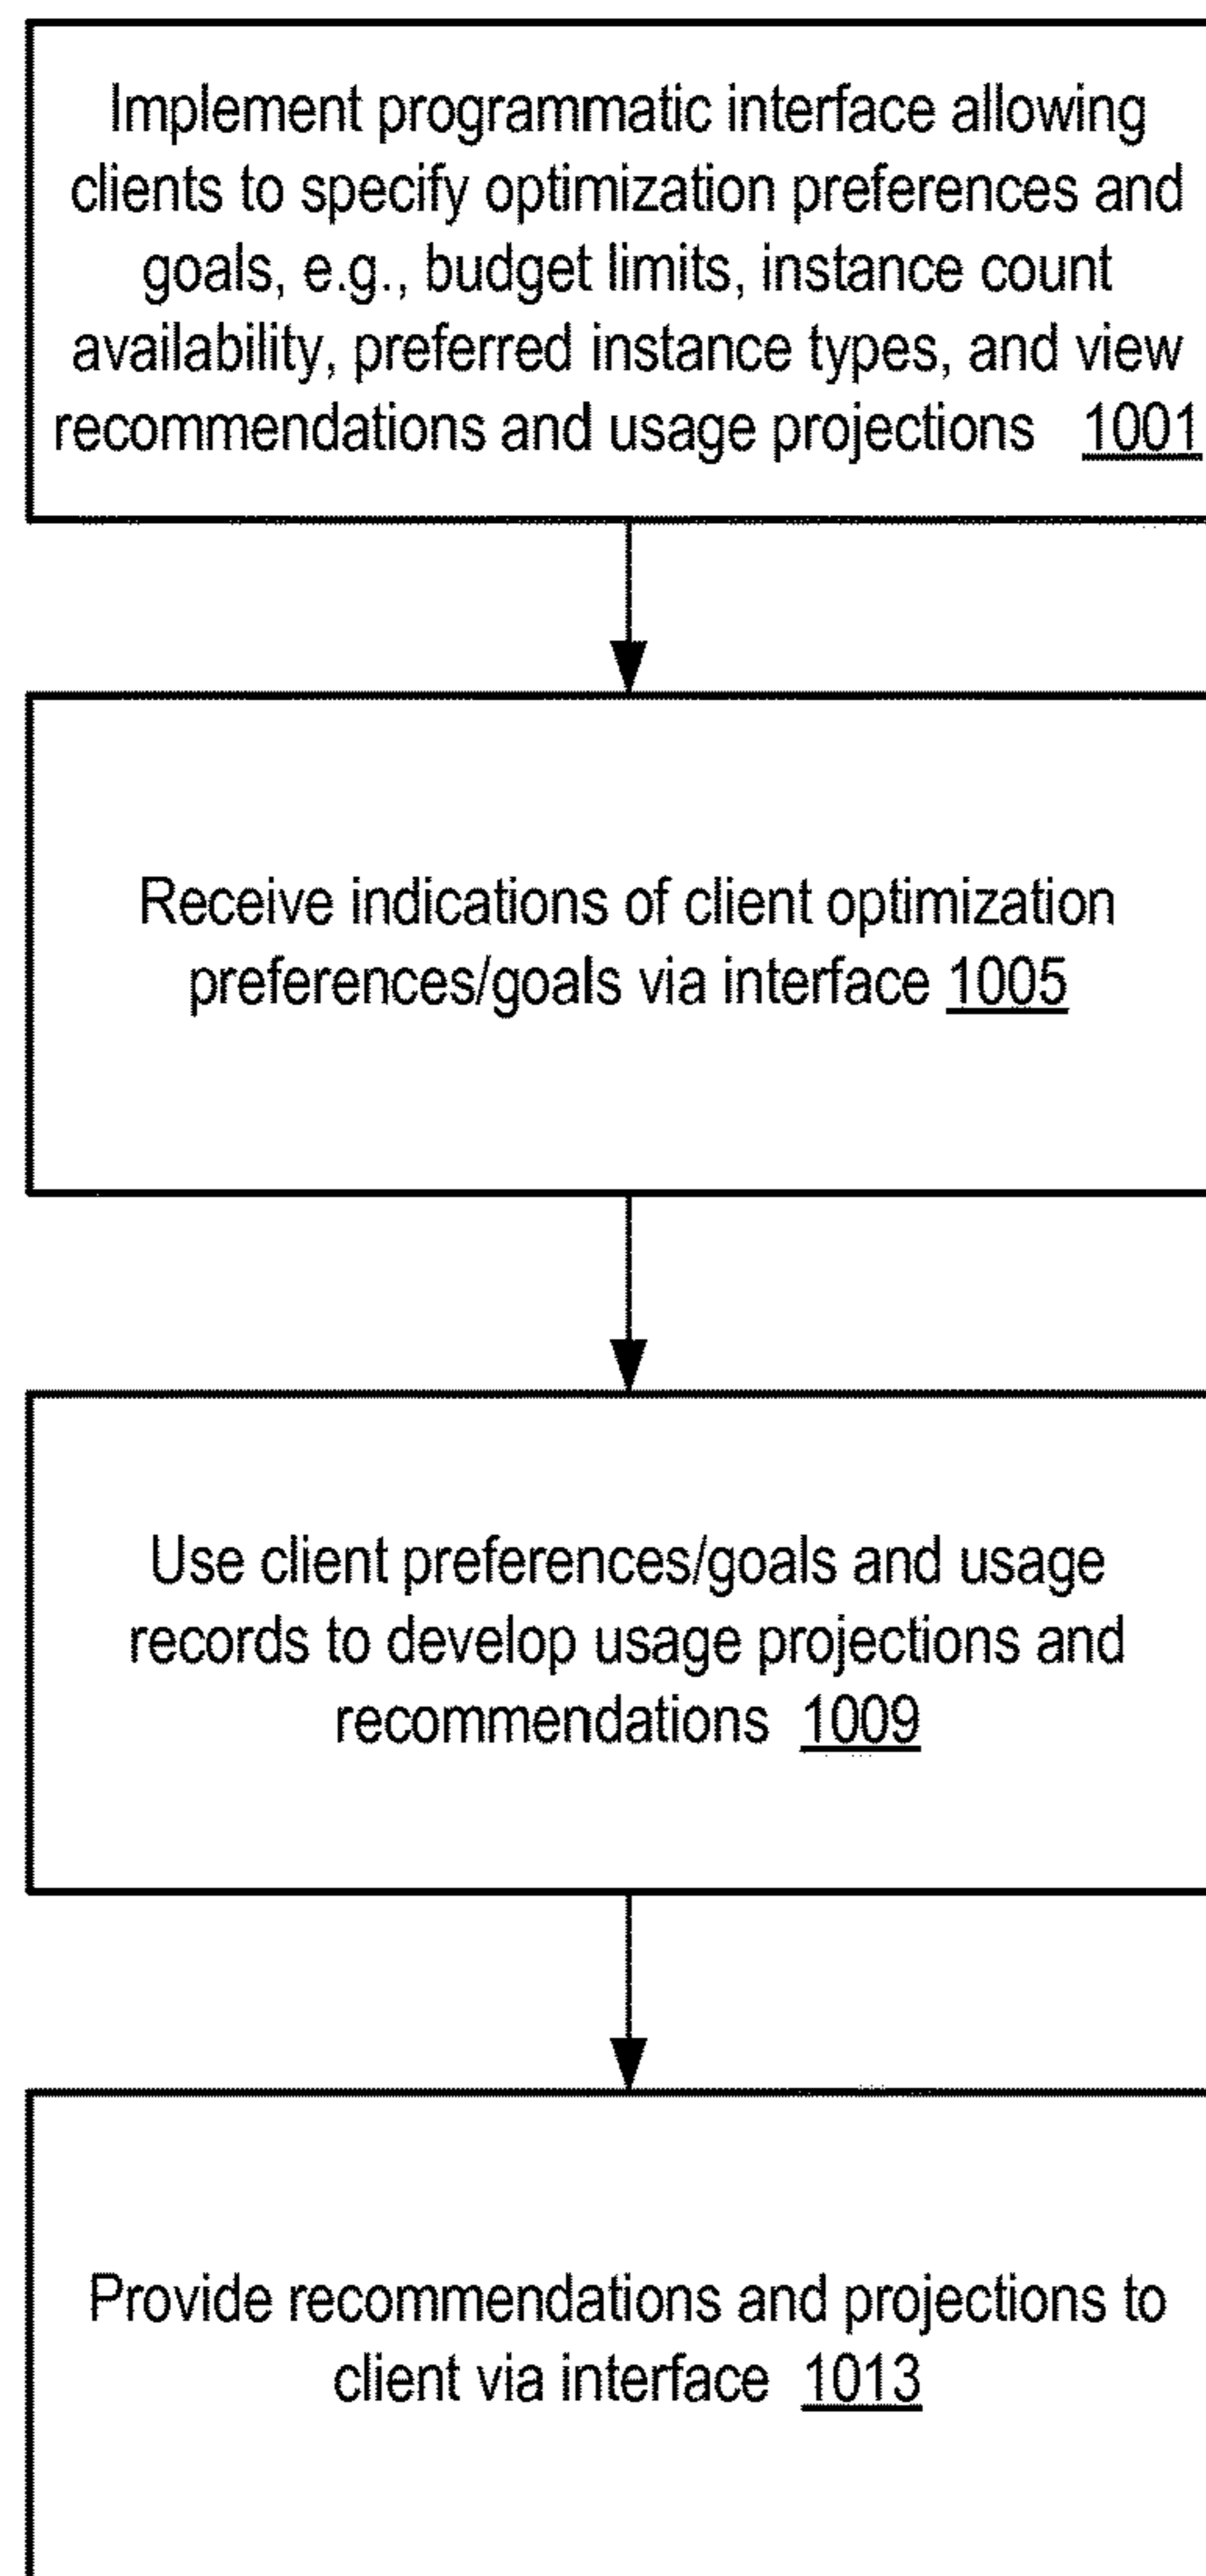 Implement programmatic interface allowing
clients to specify optimization preferences and
goals, e.g., budget limits, instance count
availability, preferred instance types, and view
recommendations and usage projections 1001
Receive indications of client optimization
preferences/goals via interface 1005
Use client preferences/goals and usage
records to develop usage projections and
recommendations 1009
Provide recommendations and projections to
client via interface 1013